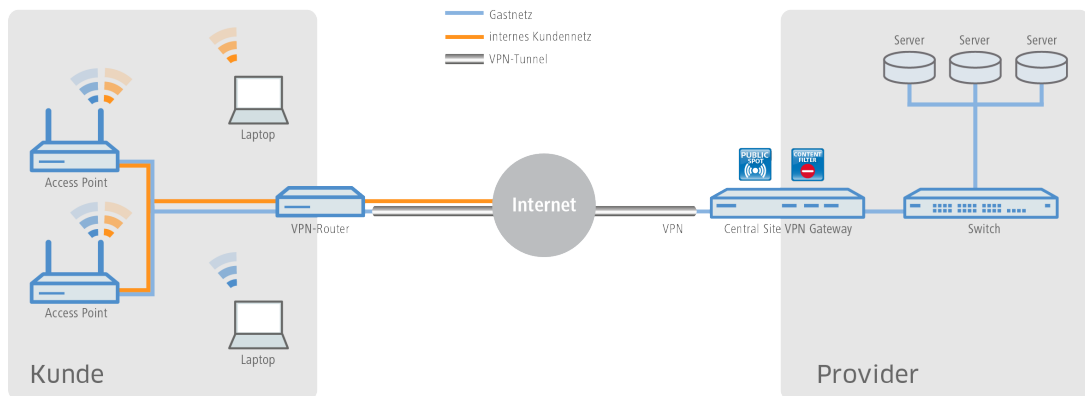 Gastnetz
internes Kundennetz
VPN-Tunnel
Server
Server
Server
Laptop
PUBLIC
SPOT
CONTENT
FILTER
Access Point
Internet
VPN-Router
VPN
Central Site VPN Gateway
Switch
Access Point
Laptop
Kunde
Provider